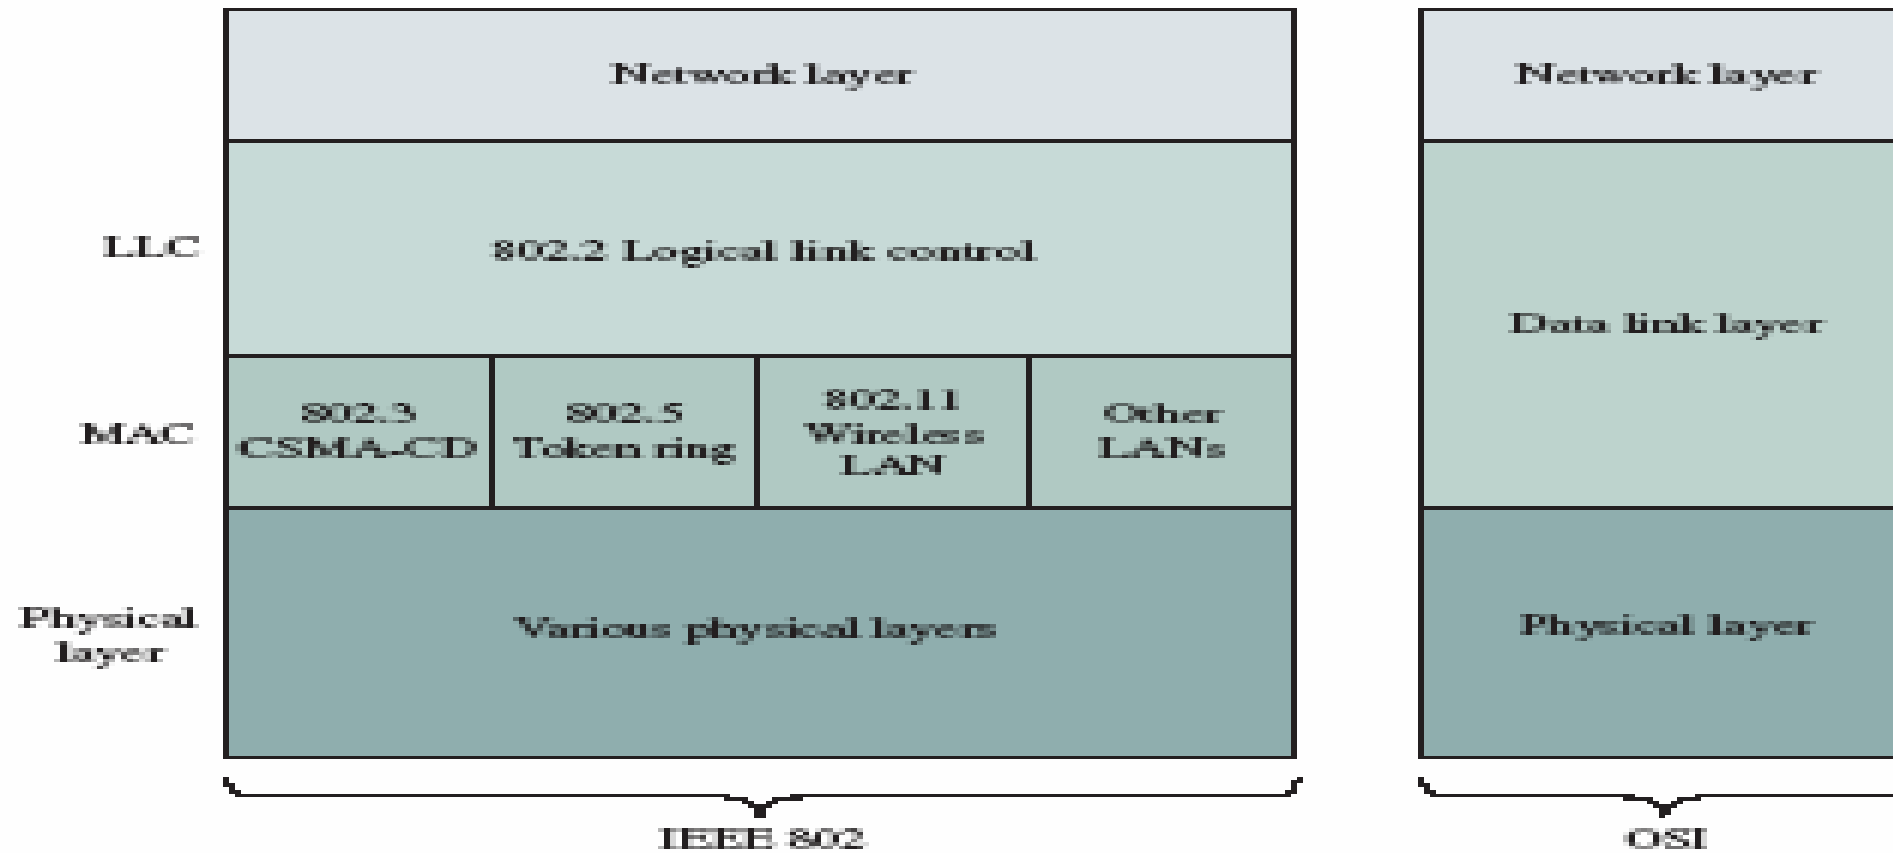 Network layer
Network layer
LLC
802.2 Logical link control
Data link layer
MAC
802.3
CSMA-CD
802.5
Token ring
802.11
Wireless
LAN
Other
LANs
Physical
layer
Various physical layers
Physical layer
IEEE 802
OSI